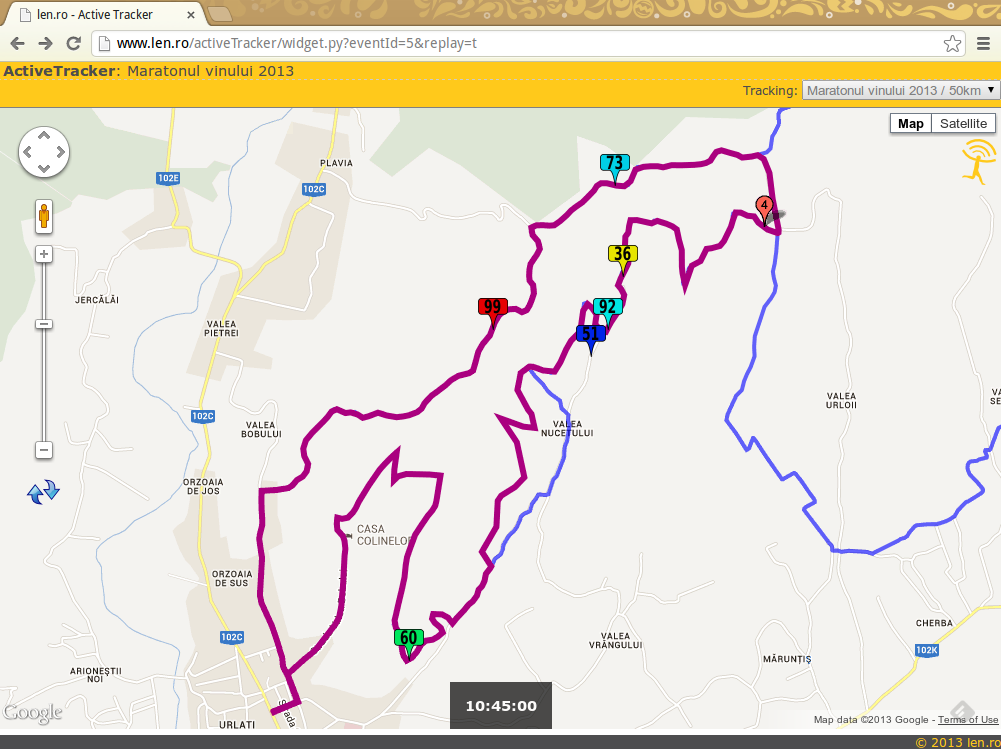 len.ro - Active Tracker
www.len.ro/activeTracker/widget.py?eventId=5&replay=t
ActiveTracker: Maratonul vinului 2013
Tracking: Maratonul vinului 2013 / 50km
Map Satellite
PLAVIA
102E
102C
73
4
36
JERCĂLĂI
99
92
51
VALEA
PIETREI
VALEA
URLOII
VA
SE
102C
VALEA
BOBULUI
VALEA
NUCETULUI
ORZOAIA
DE JOS
CASA
COLINELOR
ORZOAIA
DE SUS
102C
60
CHERBA
VALEA
VRÂNGULUI
102K
MĂRUNȚIȘ
ARIONEȘTII
NOI
Strada
URLAȚI
10:45:00
Google
Map data ©2013 Google - Terms of Use
© 2013 len.ro